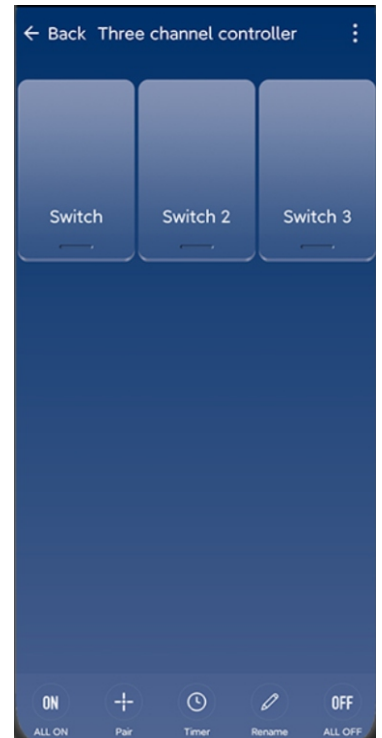 ← Back Three channel controller
Switch Switch 2 Switch 3
ON OFF
ALL ON Pair Timer Rename ALL OFF